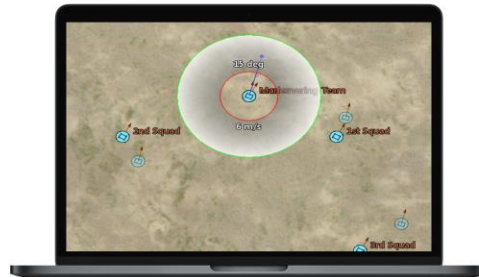 15 deg
Maneuvering Team
6 m/s
2nd Squad
1st Squad
3rd Squad